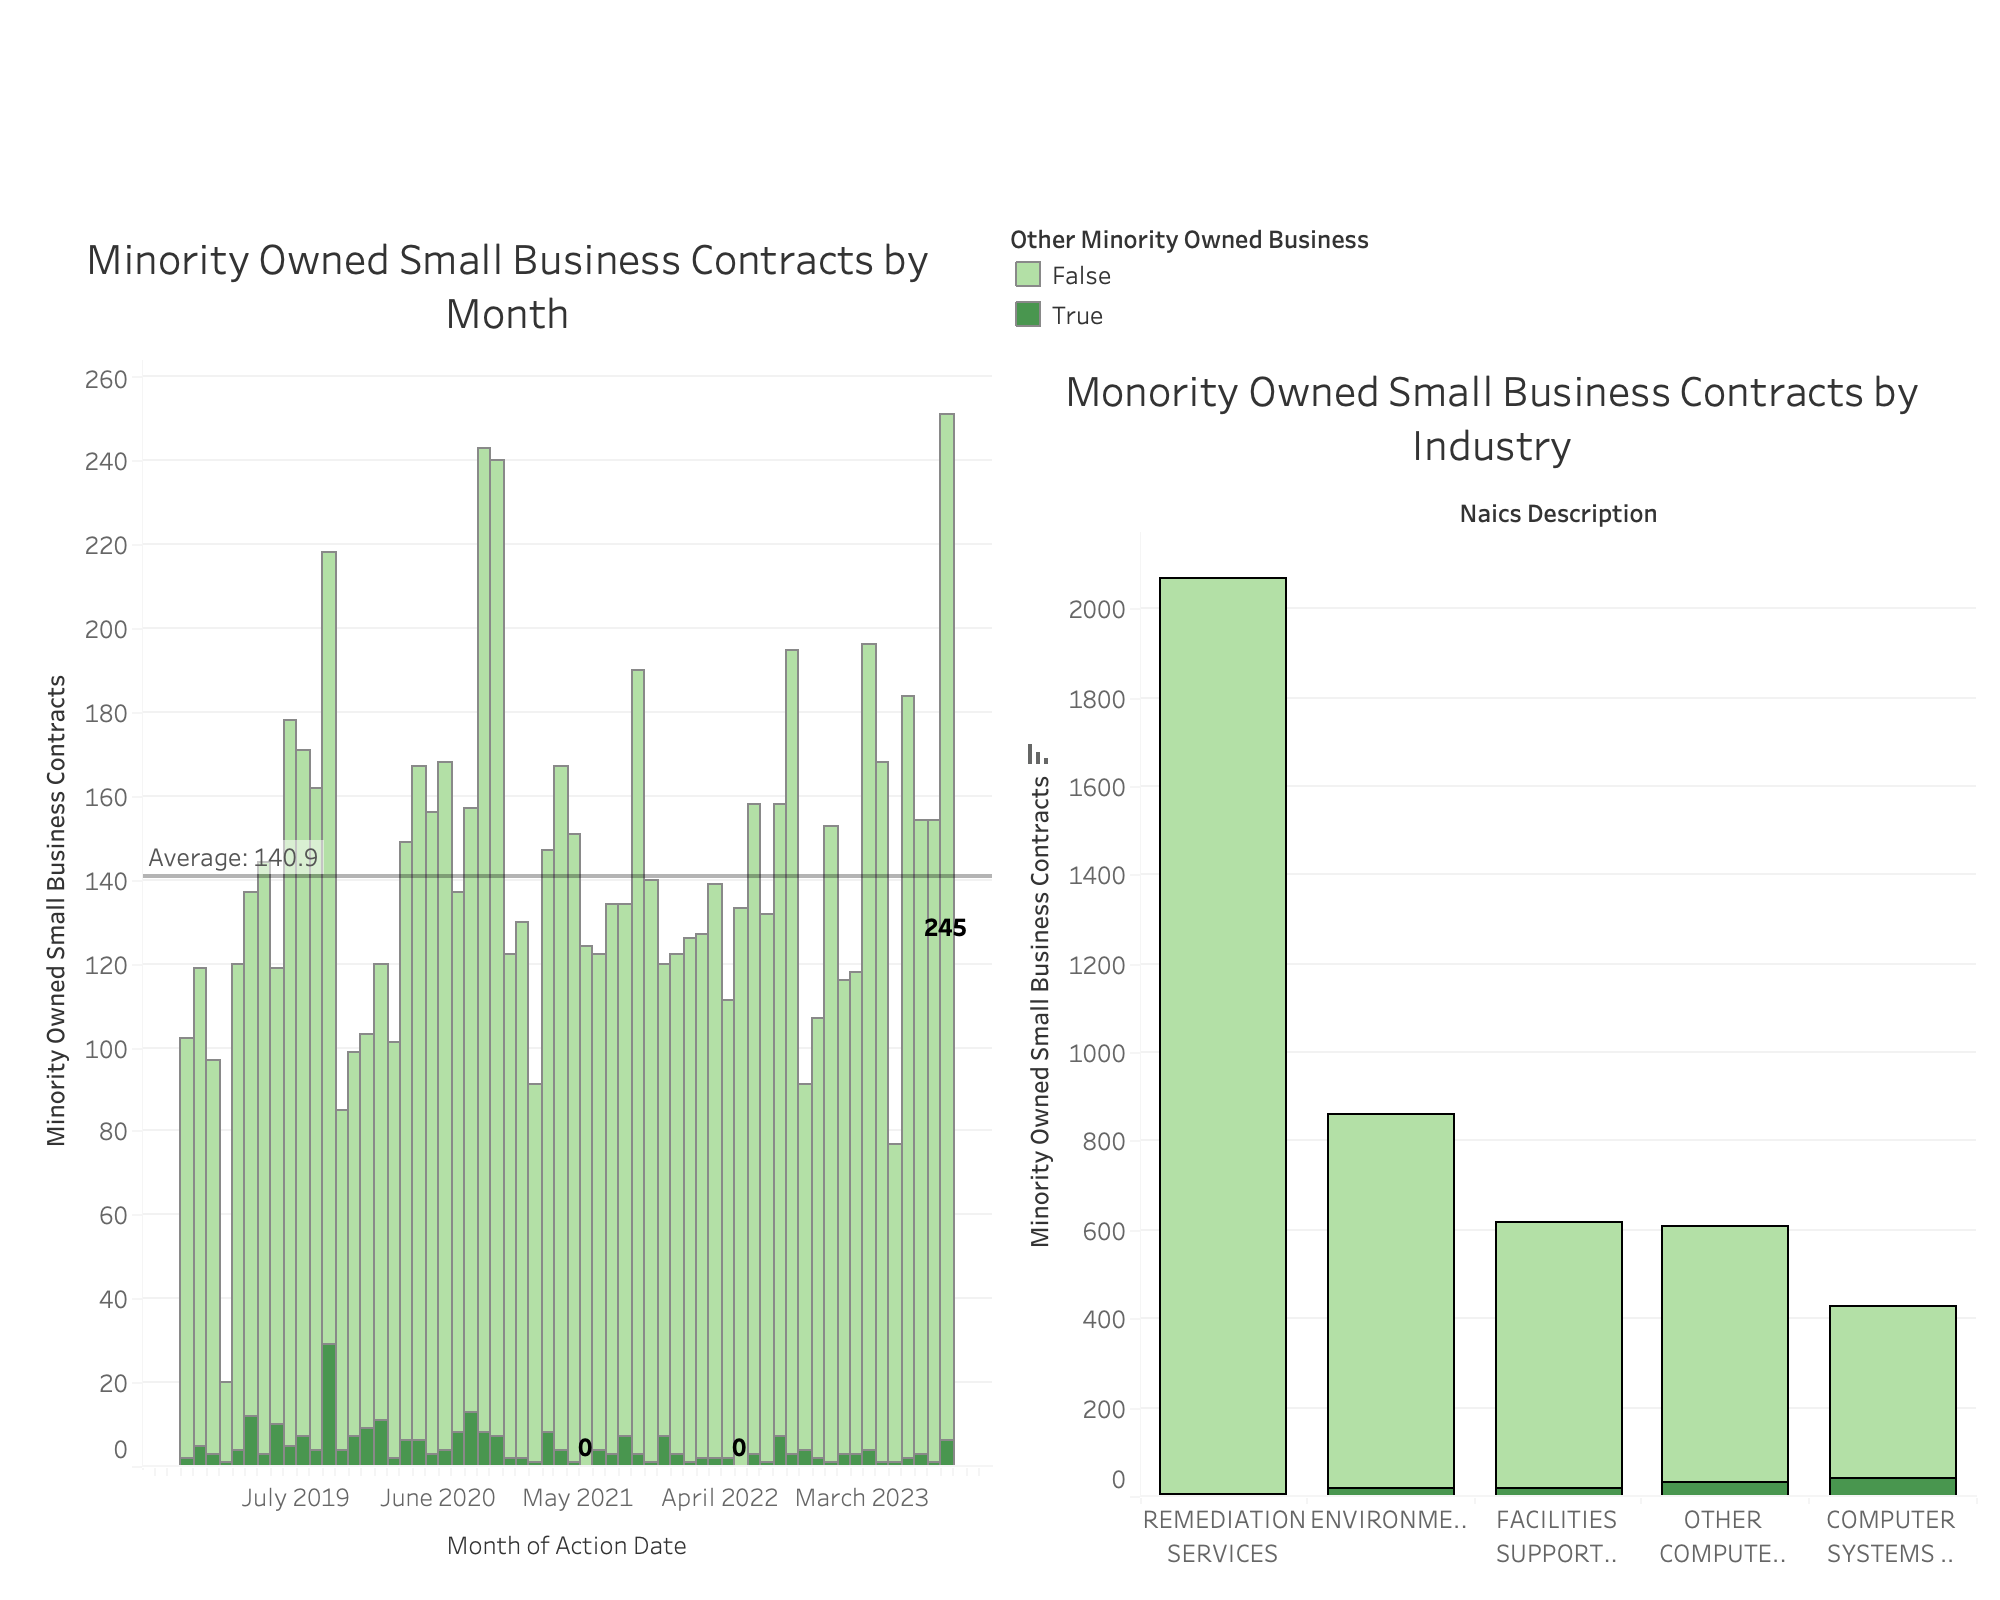 Minority Owned Small Business Contracts by
Month
Minority Owned Small Business Contracts
260
240
220
200
180
160
140
120
100
80
60
40
20
0
Average: 140.9
245
0
0
July 2019
June 2020
May 2021
April 2022
March 2023
Month of Action Date
Other Minority Owned Business
False
True
Monority Owned Small Business Contracts by
Industry
Naics Description
Minority Owned Small Business Contracts
2000
1800
1600
1400
1200
1000
800
600
400
200
0
REMEDIATION
SERVICES
ENVIRONME..
FACILITIES
SUPPORT..
OTHER
COMPUTE..
COMPUTER
SYSTEMS ..